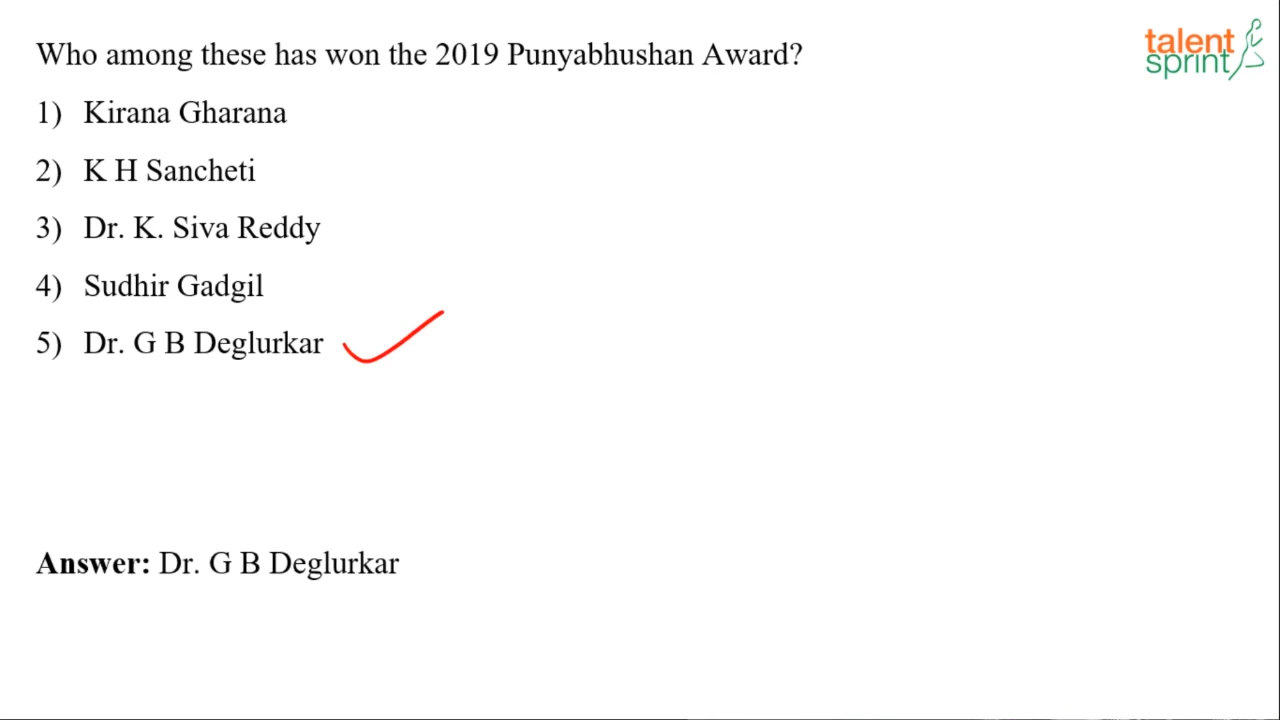 Who among these has won the 2019 Punyabhushan Award?
talent
sprint
1) Kirana Gharana
2) K H Sancheti
3) Dr. K. Siva Reddy
4) Sudhir Gadgil
5) Dr. G B Deglurkar
Answer: Dr. G B Deglurkar